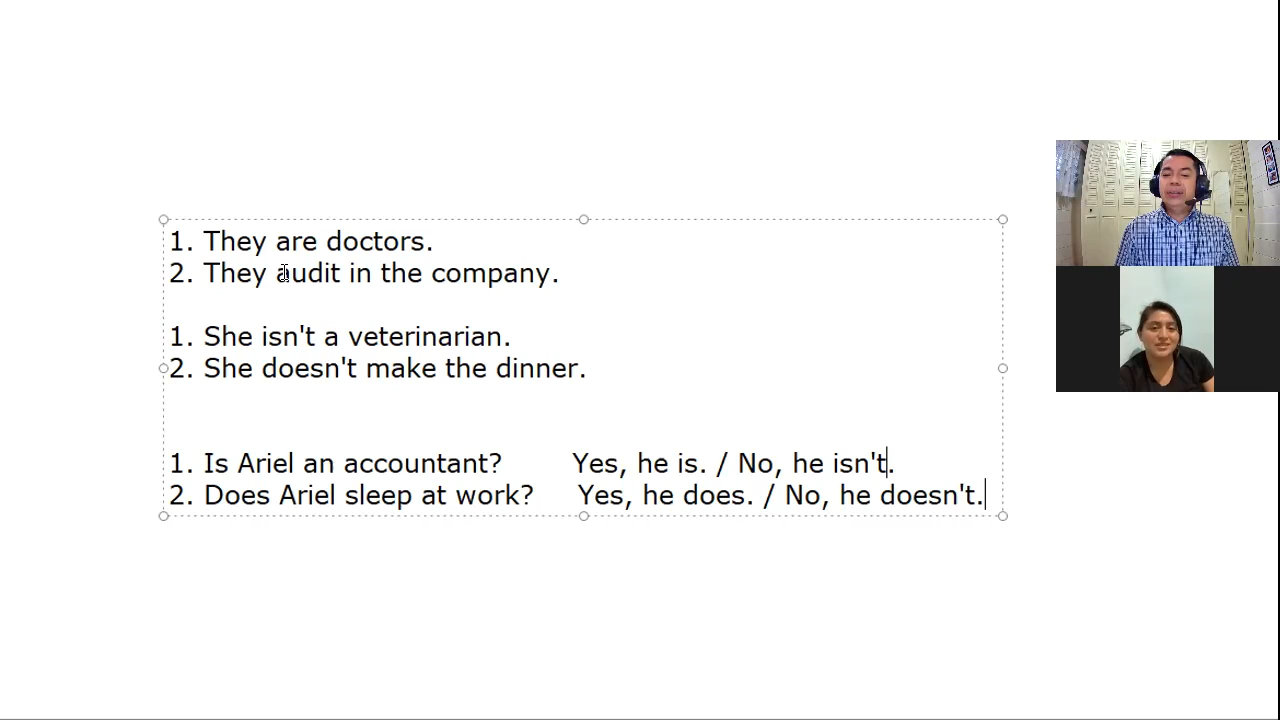 1. They are doctors.
2. They audit in the company.
1. She isn't a veterinarian.
2. She doesn't make the dinner.
1. Is Ariel an accountant? Yes, he is. / No, he isn't.
2. Does Ariel sleep at work? Yes, he does. / No, he doesn't.